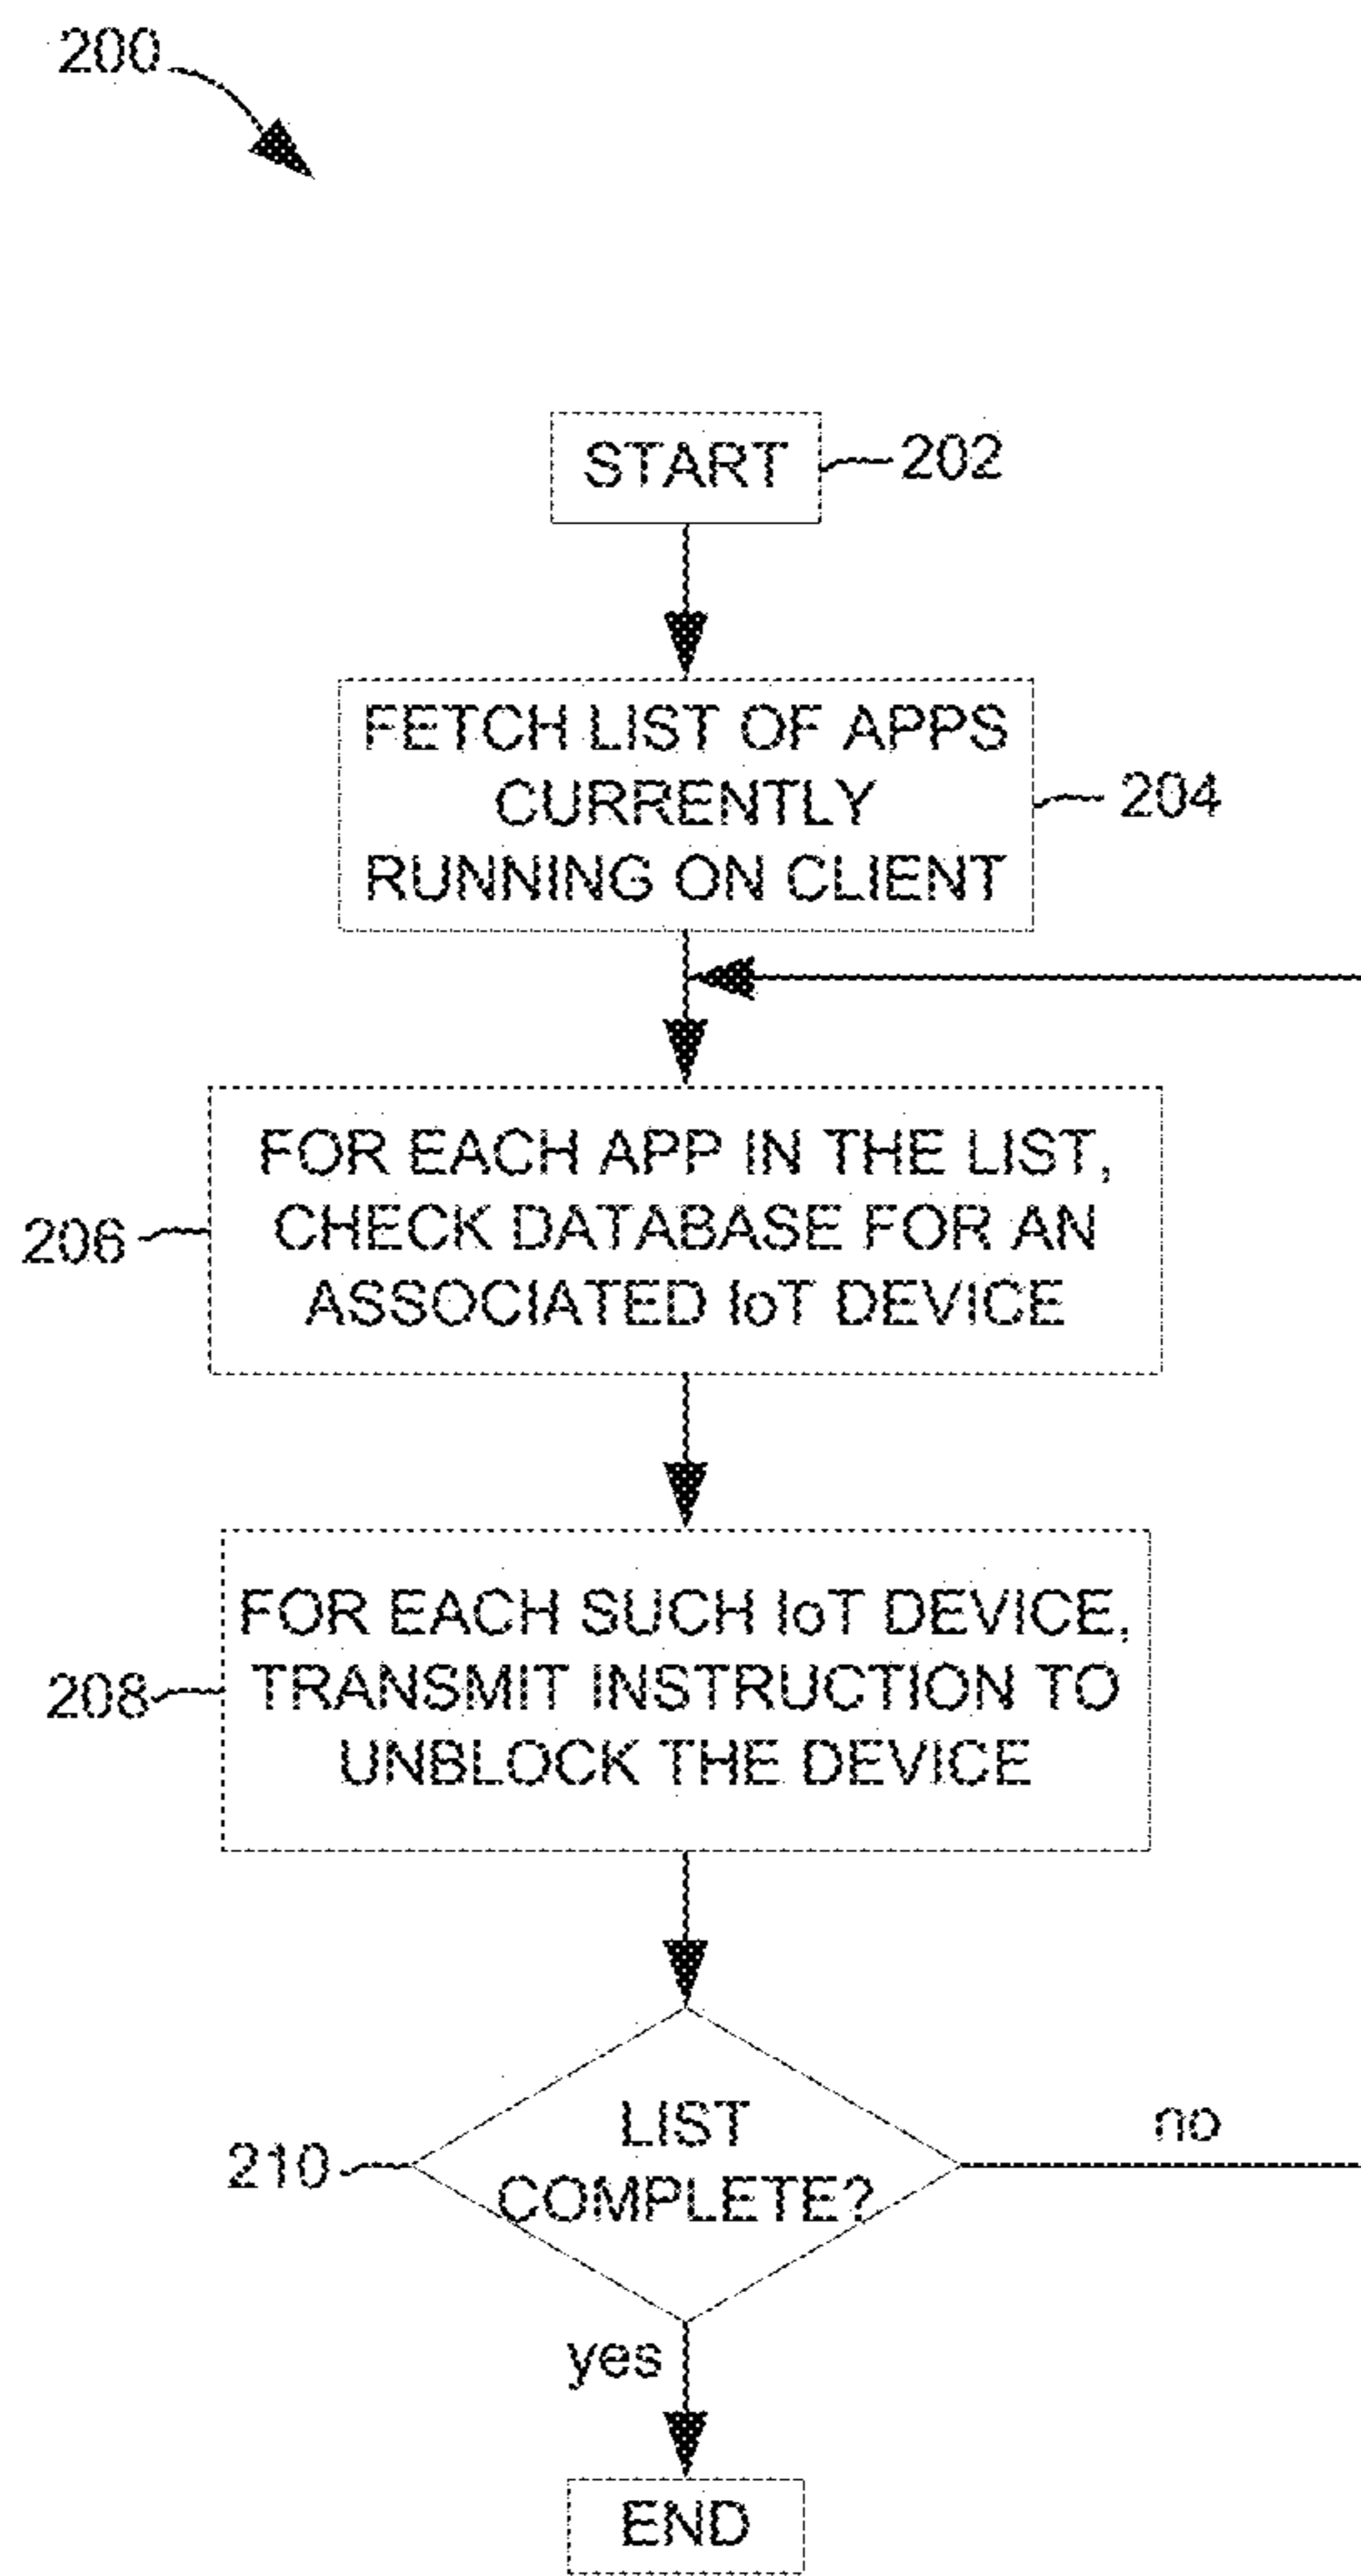 200
START
202
FETCH LIST OF APPS
CURRENTLY
RUNNING ON CLIENT
204
FOR EACH APP IN THE LIST,
CHECK DATABASE FOR AN
ASSOCIATED IoT DEVICE
206
FOR EACH SUCH IoT DEVICE,
TRANSMIT INSTRUCTION TO
UNBLOCK THE DEVICE
208
LIST
COMPLETE?
210
no
yes
END